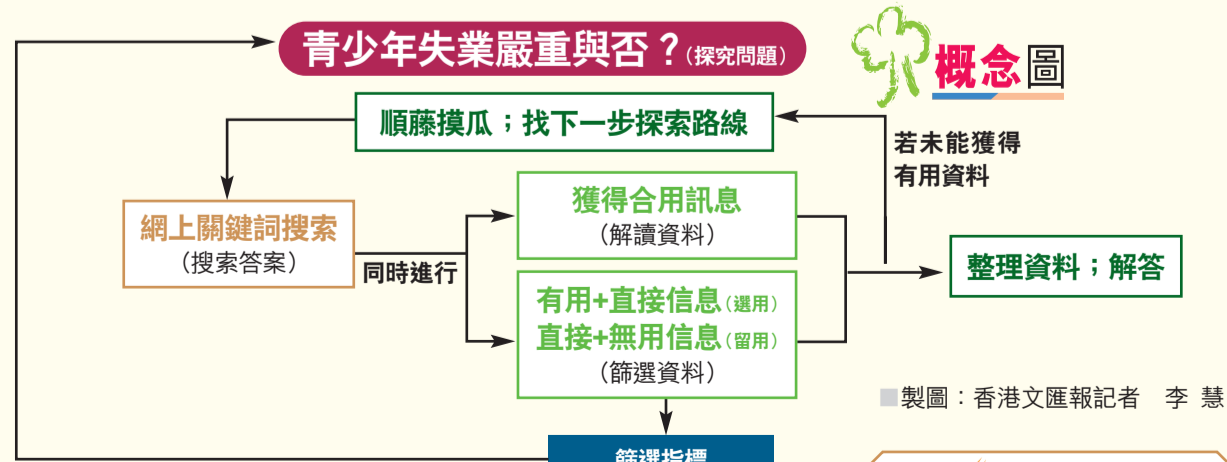 青少年失業嚴重與否？(探究問題)
概念圖
順藤摸瓜；找下一步探索路線
若未能獲得
有用資料
網上關鍵詞搜索
（搜索答案）
同時進行
獲得合用訊息
（解讀資料）
有用+直接信息（選用）
直接+無用信息（留用）
（篩選資料）
整理資料；解答
■製圖：香港文匯報記者　李 慧
篩選指標